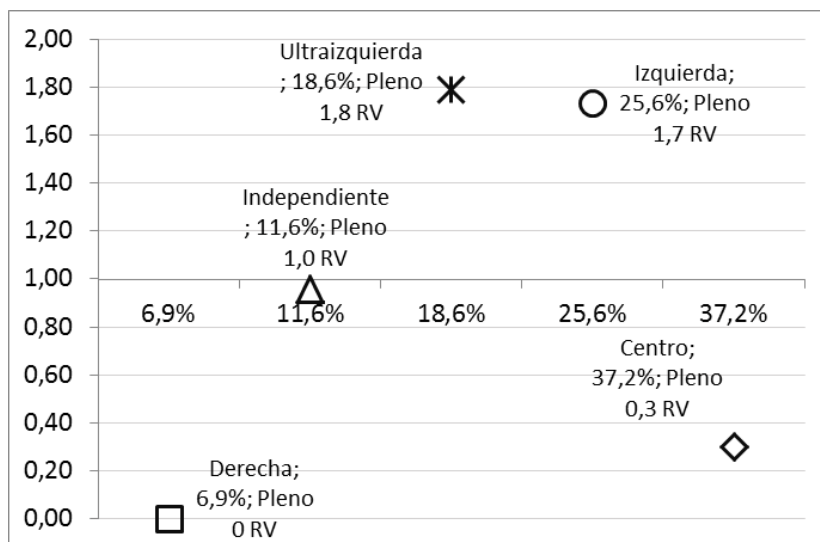 2,00
1,80
1,60
1,40
1,20
1,00
0,80
0,60
0,40
0,20
0,00
Ultraizquierda
; 18,6%; Pleno
1,8 RV
Izquierda;
25,6%; Pleno
1,7 RV
Independiente
; 11,6%; Pleno
1,0 RV
6,9%
11,6%
18,6%
25,6%
37,2%
Centro;
37,2%; Pleno
0,3 RV
Derecha;
6,9%; Pleno
0 RV